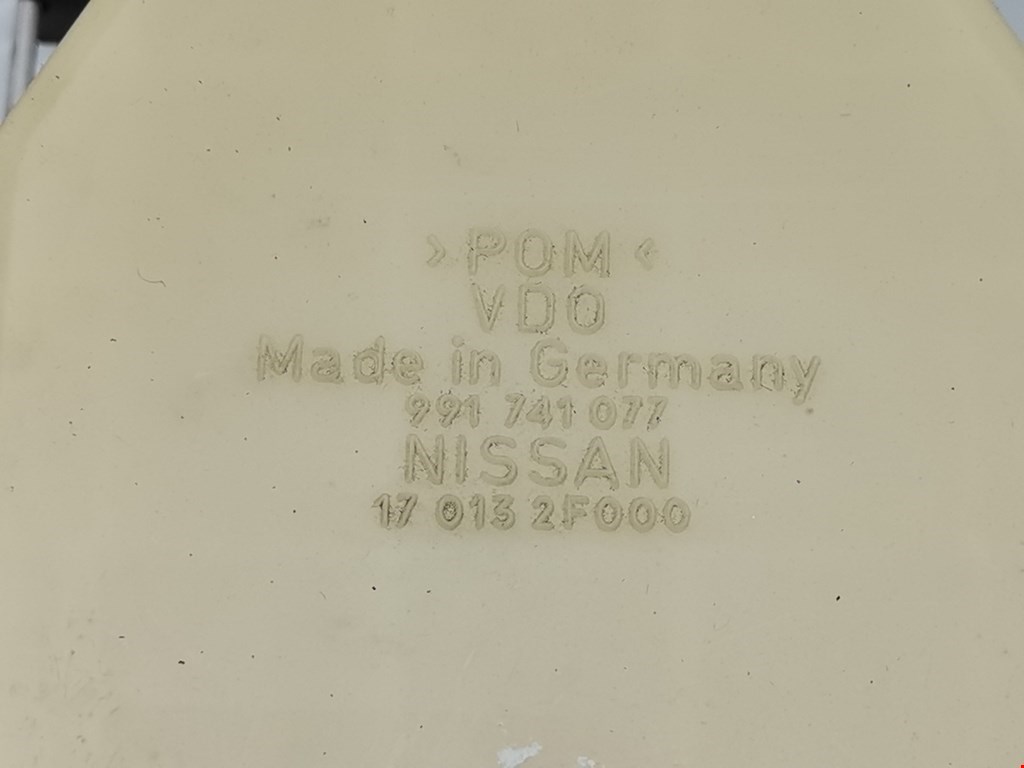 >POM<
VDO
Made in Germany
991 741 077
NISSAN
17 013 2F000